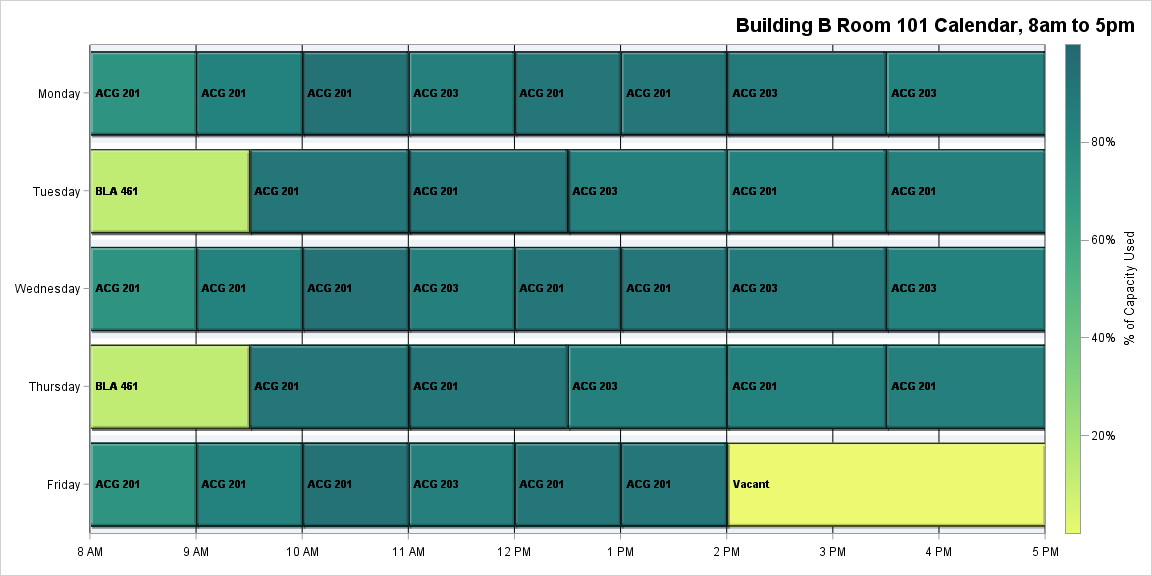 Building B Room 101 Calendar, 8am to 5pm
Monday ACG 201 ACG 201 ACG 201 ACG 203 ACG 201 ACG 201 ACG 203 ACG 203
80%
Tuesday BLA 461 ACG 201 ACG 201 ACG 203 ACG 201 ACG 201
60%
Wednesday ACG 201 ACG 201 ACG 201 ACG 203 ACG 201 ACG 201 ACG 203 ACG 203
% of Capacity Used
40%
Thursday BLA 461 ACG 201 ACG 201 ACG 203 ACG 201 ACG 201
20%
Friday ACG 201 ACG 201 ACG 201 ACG 203 ACG 201 ACG 201 Vacant
8 AM 9 AM 10 AM 11 AM 12 PM 1 PM 2 PM 3 PM 4 PM 5 PM